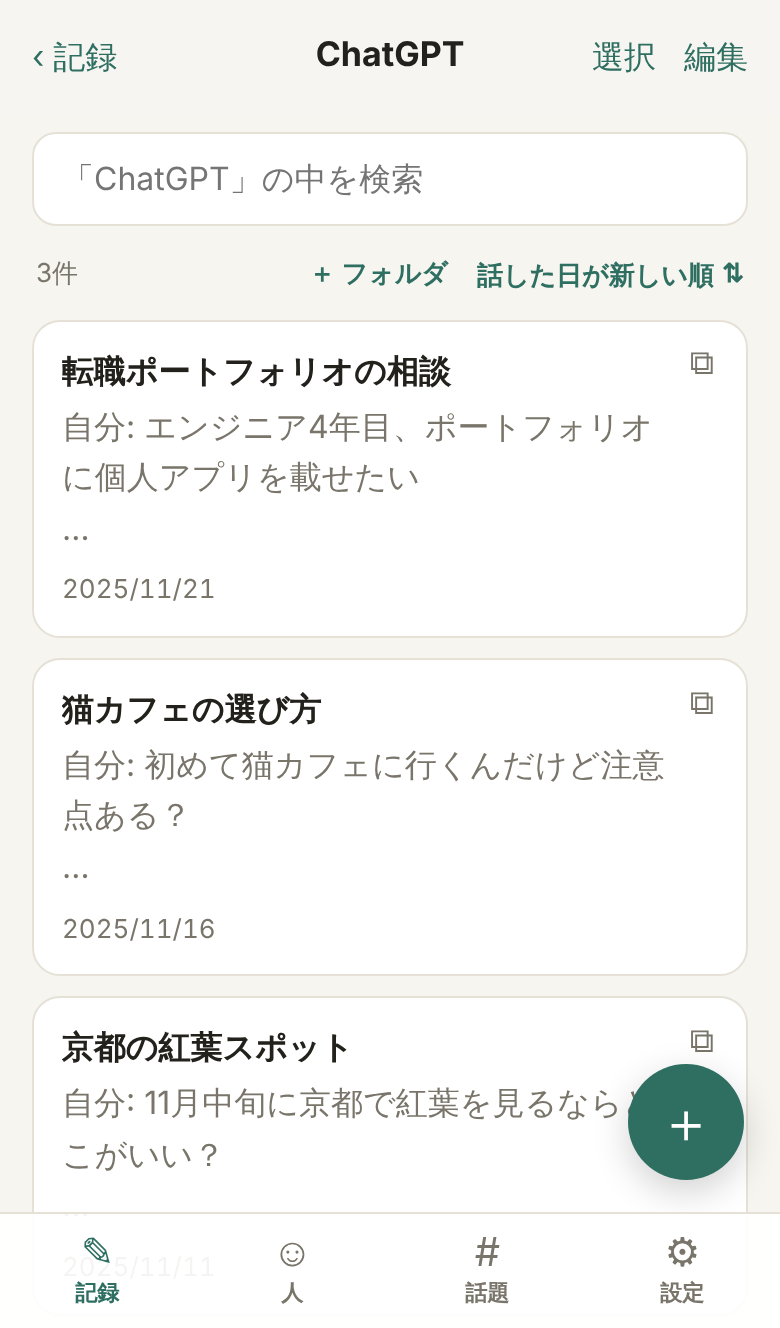 ‹ 記録
ChatGPT
選択 編集
「ChatGPT」の中を検索
3件
+ フォルダ
話した日が新しい順 ⇅
転職ポートフォリオの相談
自分: エンジニア4年目、ポートフォリオ
に個人アプリを載せたい
...
2025/11/21
猫カフェの選び方
自分: 初めて猫カフェに行くんだけど注意
点ある？
...
2025/11/16
京都の紅葉スポット
自分: 11月中旬に京都で紅葉を見るなら
こがいい？
...
2025/11/11
+
記録
人
# 
話題
設定